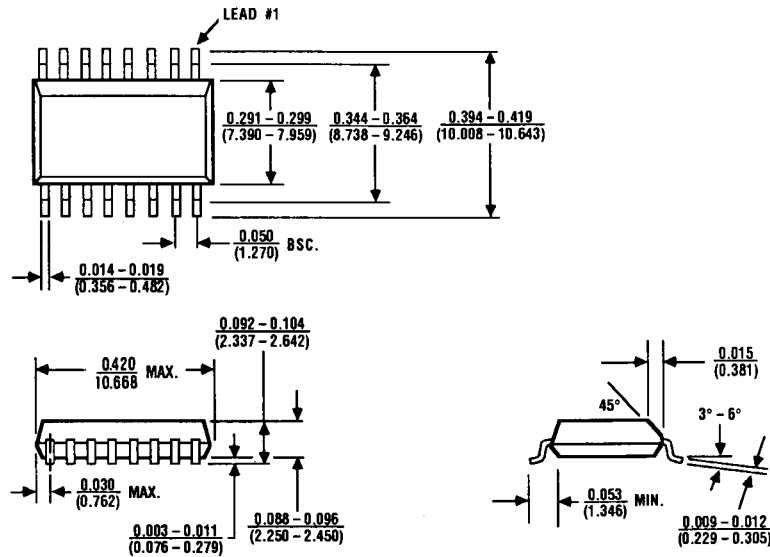 LEAD #1
0.291 – 0.299
(7.390 – 7.959)
0.344 – 0.364
(8.738 – 9.246)
0.394 – 0.419
(10.008 – 10.643)
0.050
(1.270)
BSC.
0.014 – 0.019
(0.356 – 0.482)
0.092 – 0.104
(2.337 – 2.642)
0.420
10.668
MAX.
0.015
(0.381)
45°
3° – 6°
0.030
(0.762)
MAX.
0.003 – 0.011
(0.076 – 0.279)
0.088 – 0.096
(2.250 – 2.450)
0.053
(1.346)
MIN.
0.009 – 0.012
(0.229 – 0.305)